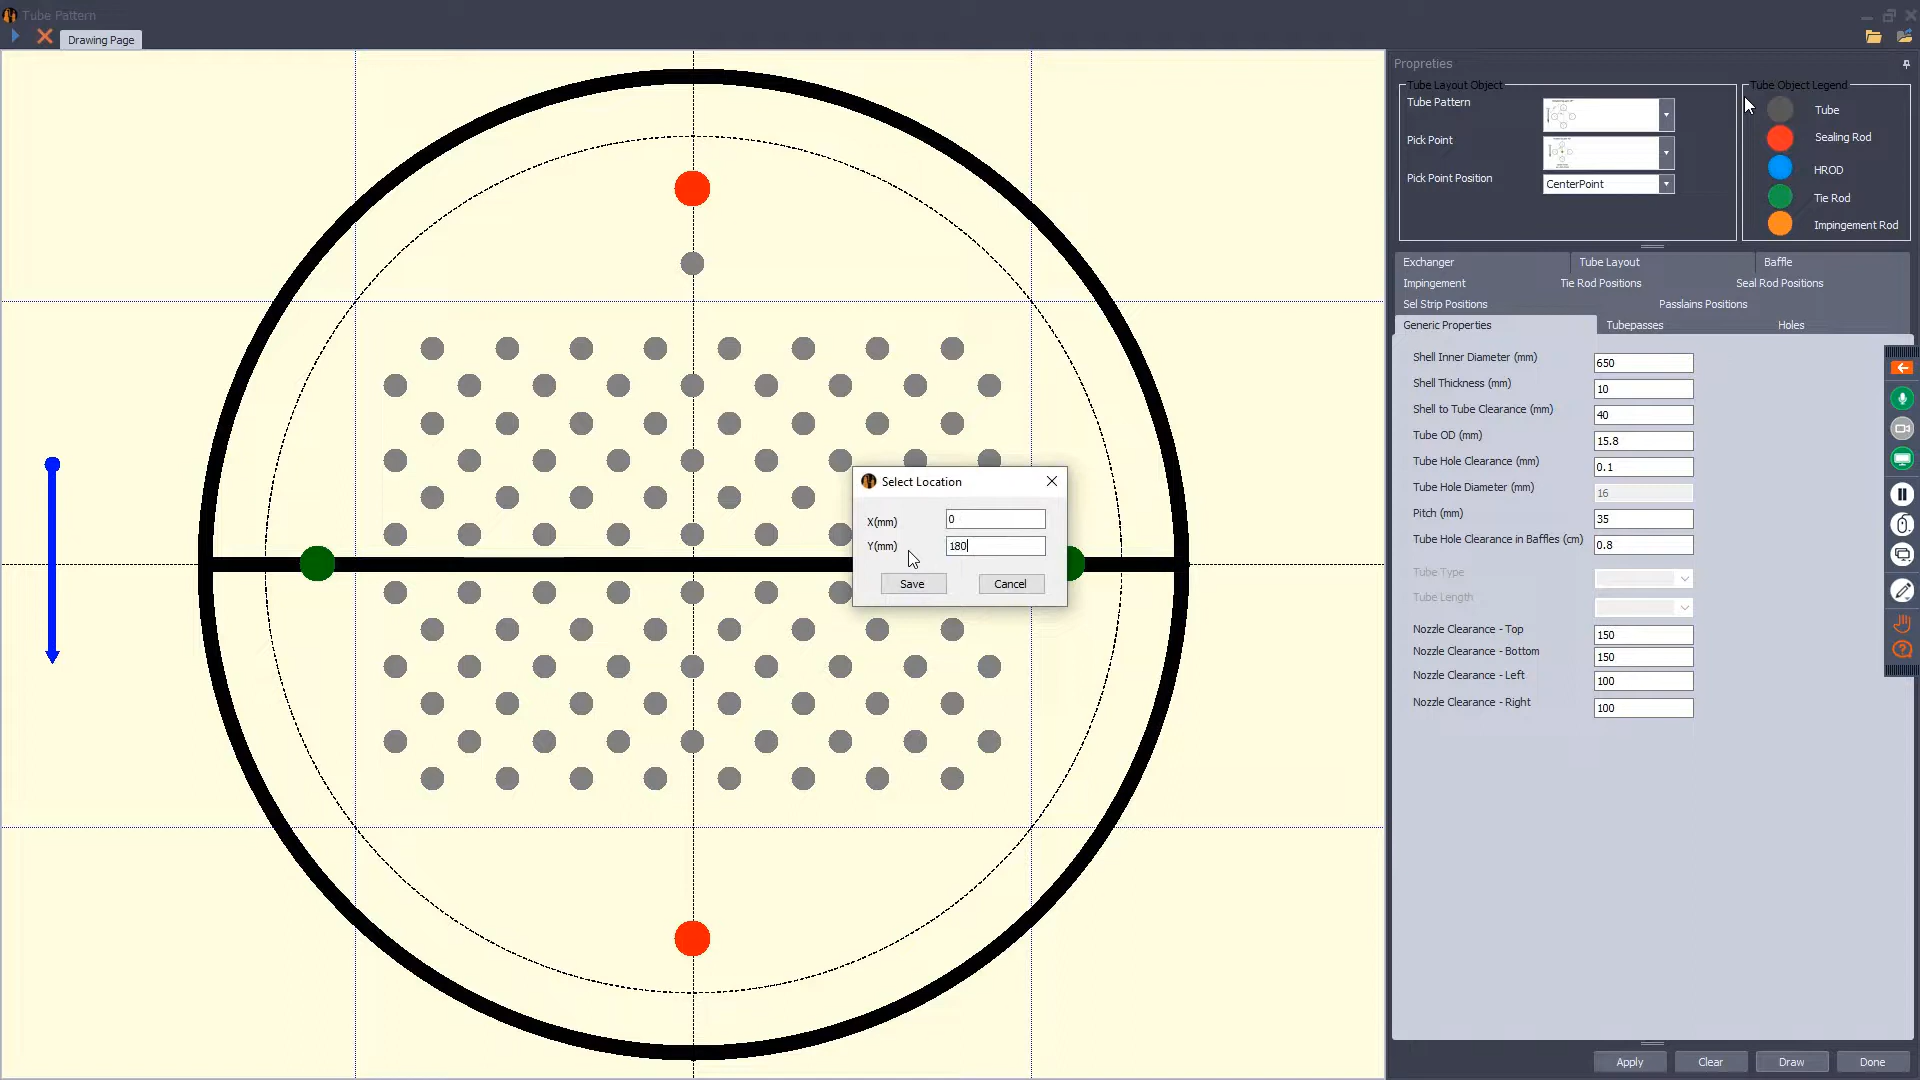 Tube Pattern
Drawing Page
Propreties
Tube Layout Object
Tube Pattern
Pick Point
Pick Point Position
CenterPoint
Tube Object Legend
Tube
Sealing Rod
HROD
Tie Rod
Impingement Rod
Exchanger
Tube Layout
Baffle
Impingement
Tie Rod Positions
Seal Rod Positions
Sel Strip Positions
Passlains Positions
Generic Properties
Tubepasses
Holes
Shell Inner Diameter (mm)
650
Shell Thickness (mm)
10
Shell to Tube Clearance (mm)
40
Tube OD (mm)
15.8
Tube Hole Clearance (mm)
0.1
Tube Hole Diameter (mm)
16
Pitch (mm)
35
Tube Hole Clearance in Baffles (cm)
0.8
Tube Type
Tube Length
Nozzle Clearance - Top
150
Nozzle Clearance - Bottom
150
Nozzle Clearance - Left
100
Nozzle Clearance - Right
100
Select Location
X(mm)
0
Y(mm)
180
Save
Cancel
Apply
Clear
Draw
Done